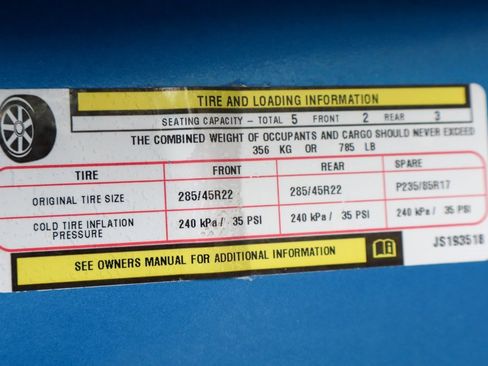 TIRE AND LOADING INFORMATION
SEATING CAPACITY - TOTAL 5 FRONT 2 REAR 3
THE COMBINED WEIGHT OF OCCUPANTS AND CARGO SHOULD NEVER EXCEED
356 KG OR 785 LB
TIRE FRONT REAR SPARE
ORIGINAL TIRE SIZE 285/45R22 285/45R22 P235/85R17
COLD TIRE INFLATION PRESSURE 240 kPa / 35 PSI 240 kPa / 35 PSI 240 kPa / 35 PSI
SEE OWNERS MANUAL FOR ADDITIONAL INFORMATION
JS193518